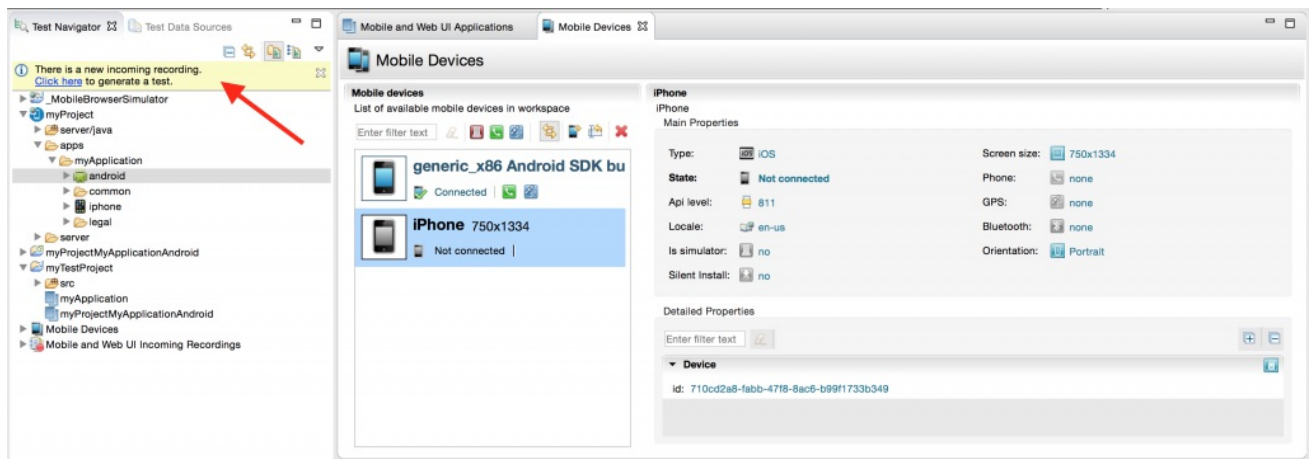 Test Navigator
Test Data Sources
There is a new incoming recording.
Click here to generate a test.
_MobileBrowserSimulator
myProject
server/java
apps
myApplication
android
common
iphone
legal
server
myProjectMyApplicationAndroid
myTestProject
src
myApplication
myProjectMyApplicationAndroid
Mobile Devices
Mobile and Web UI Incoming Recordings
Mobile and Web UI Applications
Mobile Devices
Mobile Devices
Mobile devices
List of available mobile devices in workspace
Enter filter text
generic_x86 Android SDK bu
Connected
iPhone 750x1334
Not connected
iPhone
iPhone
Main Properties
Type: iOS
Screen size: 750x1334
State: Not connected
Phone: none
Api level: 811
GPS: none
Locale: en-us
Bluetooth: none
Is simulator: no
Orientation: Portrait
Silent Install: no
Detailed Properties
Enter filter text
Device
id: 710cd2a8-fabb-47f8-8ac6-b99f1733b349